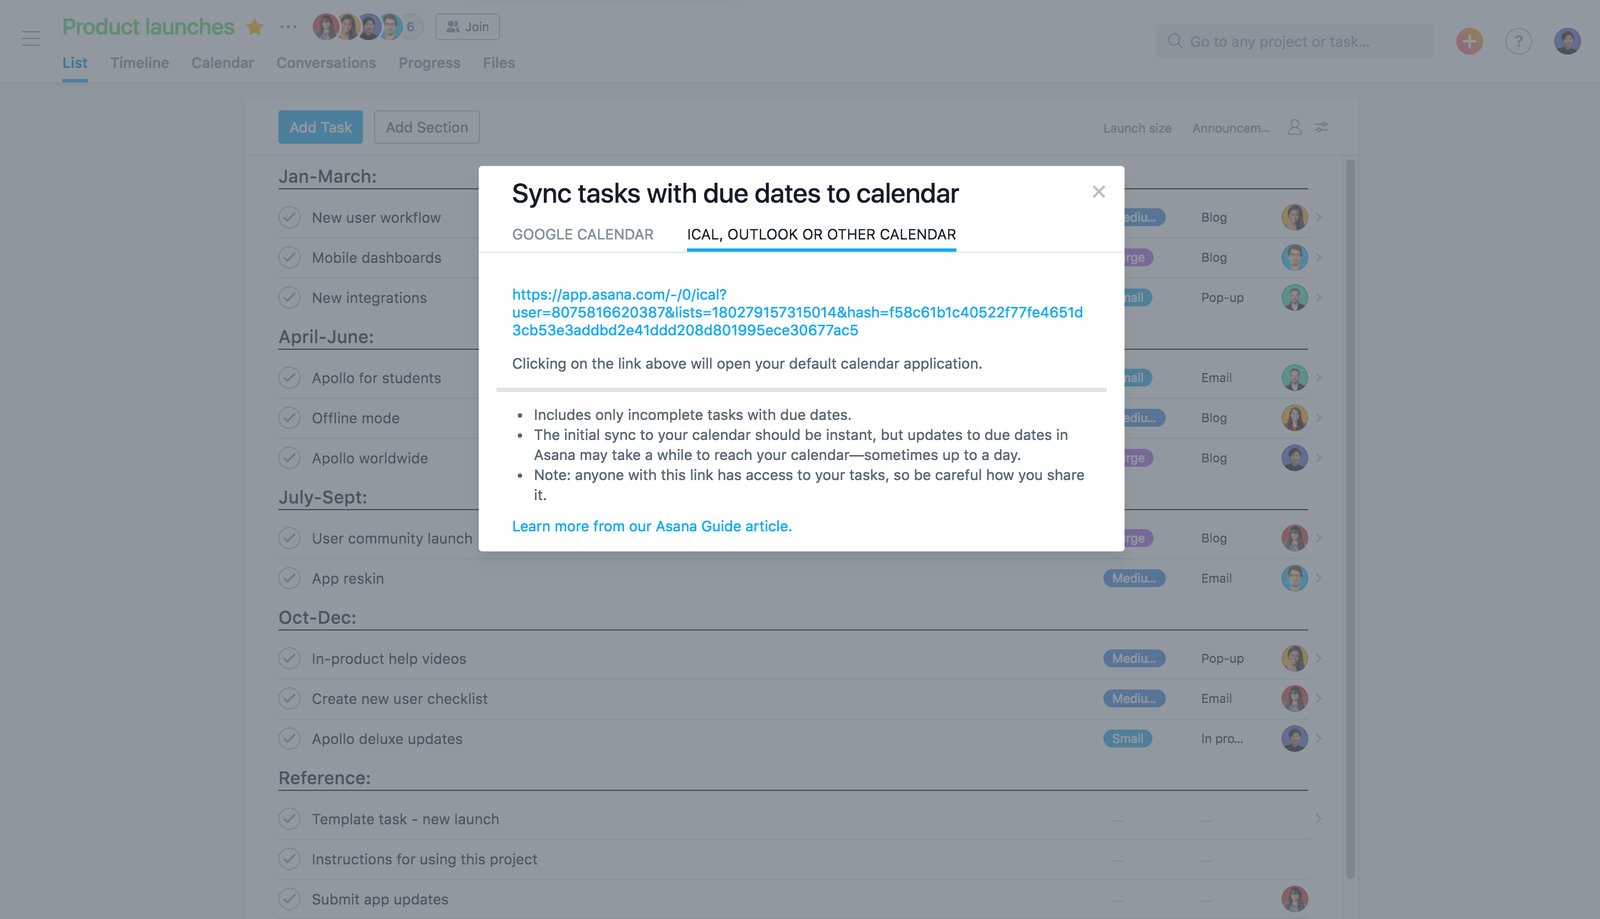 Product launches
6
Join
Go to any project or task...
?
List Timeline Calendar Conversations Progress Files
Add Task Add Section
Launch size Announcem...
Jan-March:
Sync tasks with due dates to calendar
GOOGLE CALENDAR ICAL, OUTLOOK OR OTHER CALENDAR
https://app.asana.com/-/0/ical?
user=8075816620387&lists=180279157315014&hash=f58c61b1c40522f77fe4651d
3cb53e3addbd2e41ddd208d801995ece30677ac5
Clicking on the link above will open your default calendar application.
• Includes only incomplete tasks with due dates.
• The initial sync to your calendar should be instant, but updates to due dates in
Asana may take a while to reach your calendar—sometimes up to a day.
• Note: anyone with this link has access to your tasks, so be careful how you share
it.
Learn more from our Asana Guide article.
New user workflow ediu... Blog
Mobile dashboards rge Blog
New integrations nall Pop-up
April-June:
Apollo for students nall Email
Offline mode ediu... Blog
Apollo worldwide rge Blog
July-Sept:
User community launch rge Blog
App reskin Mediu... Email
Oct-Dec:
In-product help videos Mediu... Pop-up
Create new user checklist Mediu... Email
Apollo deluxe updates Small In pro...
Reference:
Template task - new launch — —
Instructions for using this project — —
Submit app updates — —